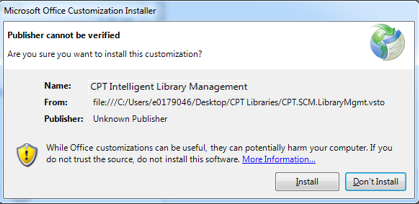 Microsoft Office Customization Installer
Publisher cannot be verified
Are you sure you want to install this customization?
Name: CPT Intelligent Library Management
From: file:///C:/Users/e0179046/Desktop/CPT Libraries/CPT.SCM.LibraryMgmt.vsto
Publisher: Unknown Publisher
While Office customizations can be useful, they can potentially harm your computer. If you
do not trust the source, do not install this software. More Information...
Install Don't Install